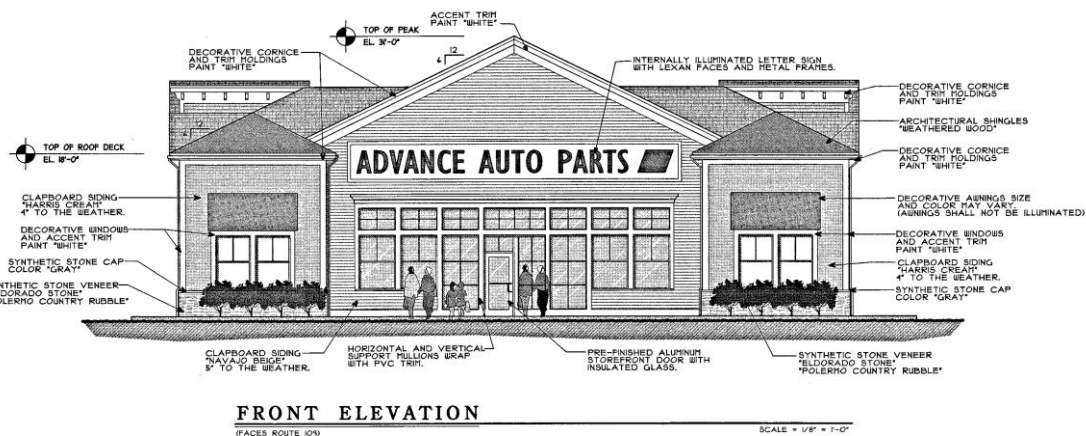 ACCENT TRIM
PAINT "WHITE"
TOP OF PEAK
EL. 31'-0"
12
6
DECORATIVE CORNICE
AND TRIM MOLDINGS
PAINT "WHITE"
INTERNALLY ILLUMINATED LETTER SIGN
WITH LEXAN FACES AND METAL FRAMES.
DECORATIVE CORNICE
AND TRIM MOLDINGS
PAINT "WHITE"
12
ARCHITECTURAL SHINGLES
"WEATHERED WOOD"
TOP OF ROOF DECK
EL. 18'-0"
DECORATIVE CORNICE
AND TRIM MOLDINGS
PAINT "WHITE"
ADVANCE AUTO PARTS
CLAPBOARD SIDING
"HARRIS CREAM"
4" TO THE WEATHER.
DECORATIVE AWNINGS SIZE
AND COLOR MAY VARY.
(AWNINGS SHALL NOT BE ILLUMINATED)
DECORATIVE WINDOWS
AND ACCENT TRIM
PAINT "WHITE"
DECORATIVE WINDOWS
AND ACCENT TRIM
PAINT "WHITE"
SYNTHETIC STONE CAP
COLOR "GRAY"
CLAPBOARD SIDING
"HARRIS CREAM"
4" TO THE WEATHER.
NTHETIC STONE VENEER
LDORADO STONE"
OLERMO COUNTRY RUBBLE"
SYNTHETIC STONE CAP
COLOR "GRAY"
CLAPBOARD SIDING
"NAVAJO BEIGE"
5" TO THE WEATHER.
HORIZONTAL AND VERTICAL
SUPPORT MULLIONS WRAP
WITH PVC TRIM.
PRE-FINISHED ALUMINUM
STOREFRONT DOOR WITH
INSULATED GLASS.
SYNTHETIC STONE VENEER
"ELDORADO STONE"
"POLERMO COUNTRY RUBBLE"
FRONT ELEVATION
(FACES ROUTE 109)
SCALE = 1/8" = 1'-0"